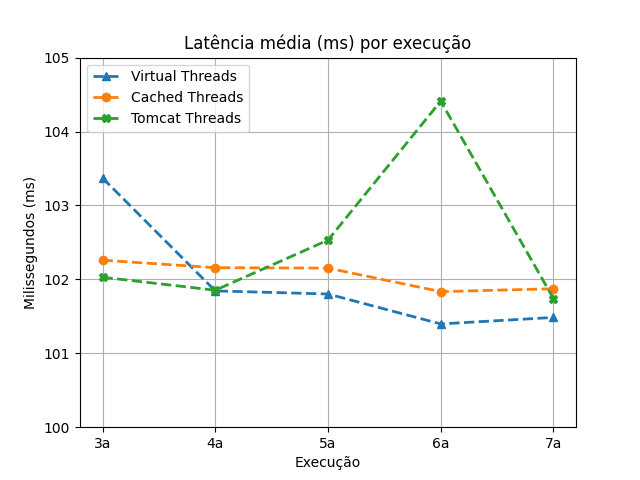 Latência média (ms) por execução
Virtual Threads
Cached Threads
Tomcat Threads
Milissegundos (ms)
105
104
103
102
101
100
3a 4a 5a 6a 7a
Execução